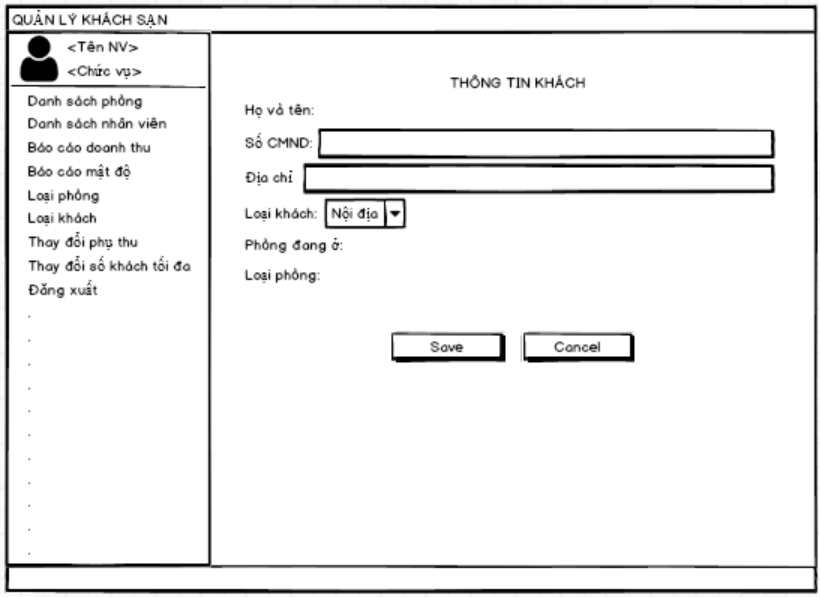 QUẢN LÝ KHÁCH SẠN
<Tên NV>
<Chức vụ>
Danh sách phòng
Danh sách nhân viên
Báo cáo doanh thu
Báo cáo mật độ
Loại phòng
Loại khách
Thay đổi phụ thu
Thay đổi số khách tối đa
Đăng xuất
.
.
.
.
.
.
.
.
.
.
.
THÔNG TIN KHÁCH
Họ và tên:
Số CMND:
Địa chỉ
Loại khách: Nội địa
Phòng đang ở:
Loại phòng:
Save Cancel